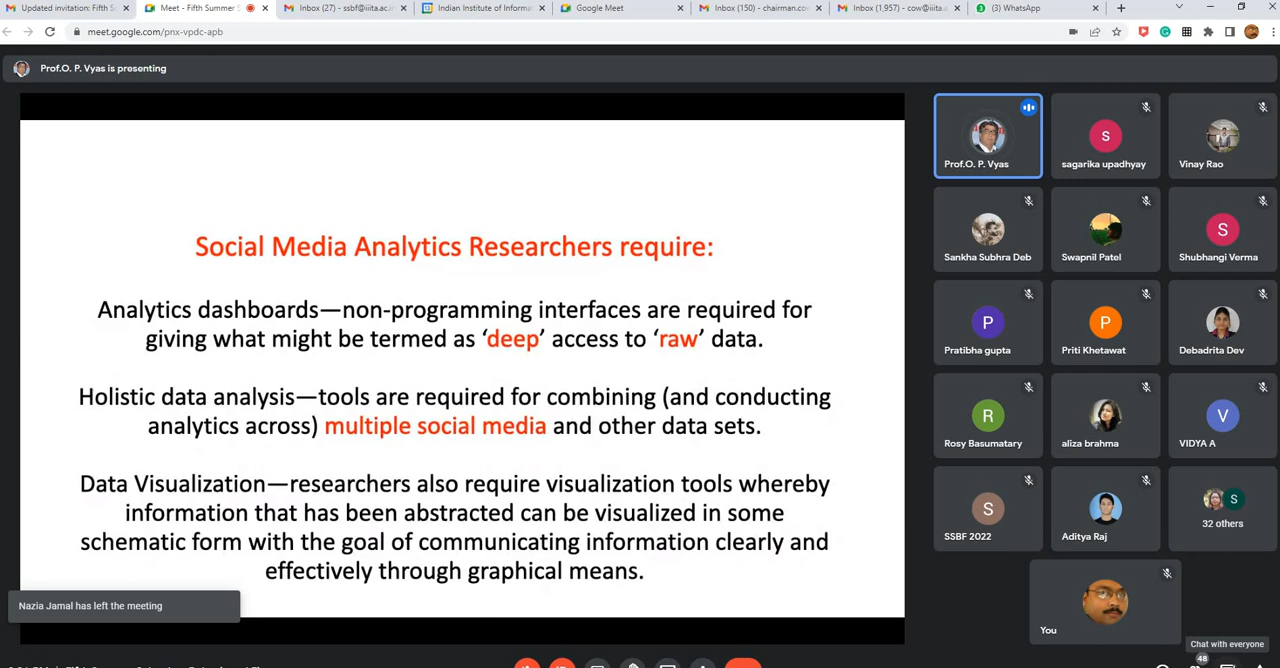 Updated invitation: Fifth S
Meet - Fifth Summer S
Inbox (27) - ssbf@iiita.ac.in
Indian Institute of Informa
Google Meet
Inbox (150) - chairman.cow
Inbox (1,957) - cow@iiita.a
(3) WhatsApp
meet.google.com/pnx-vpdc-apb
Prof.O. P. Vyas is presenting
Social Media Analytics Researchers require:
Analytics dashboards—non-programming interfaces are required for
giving what might be termed as ‘deep’ access to ‘raw’ data.
Holistic data analysis—tools are required for combining (and conducting
analytics across) multiple social media and other data sets.
Data Visualization—researchers also require visualization tools whereby
information that has been abstracted can be visualized in some
schematic form with the goal of communicating information clearly and
effectively through graphical means.
Nazia Jamal has left the meeting
Prof.O. P. Vyas
S
sagarika upadhyay
Vinay Rao
Sankha Subhra Deb
Swapnil Patel
S
Shubhangi Verma
P
Pratibha gupta
P
Priti Khetawat
Debadrita Dev
R
Rosy Basumatary
aliza brahma
V
VIDYA A
S
SSBF 2022
Aditya Raj
S
32 others
You
Chat with everyone
48